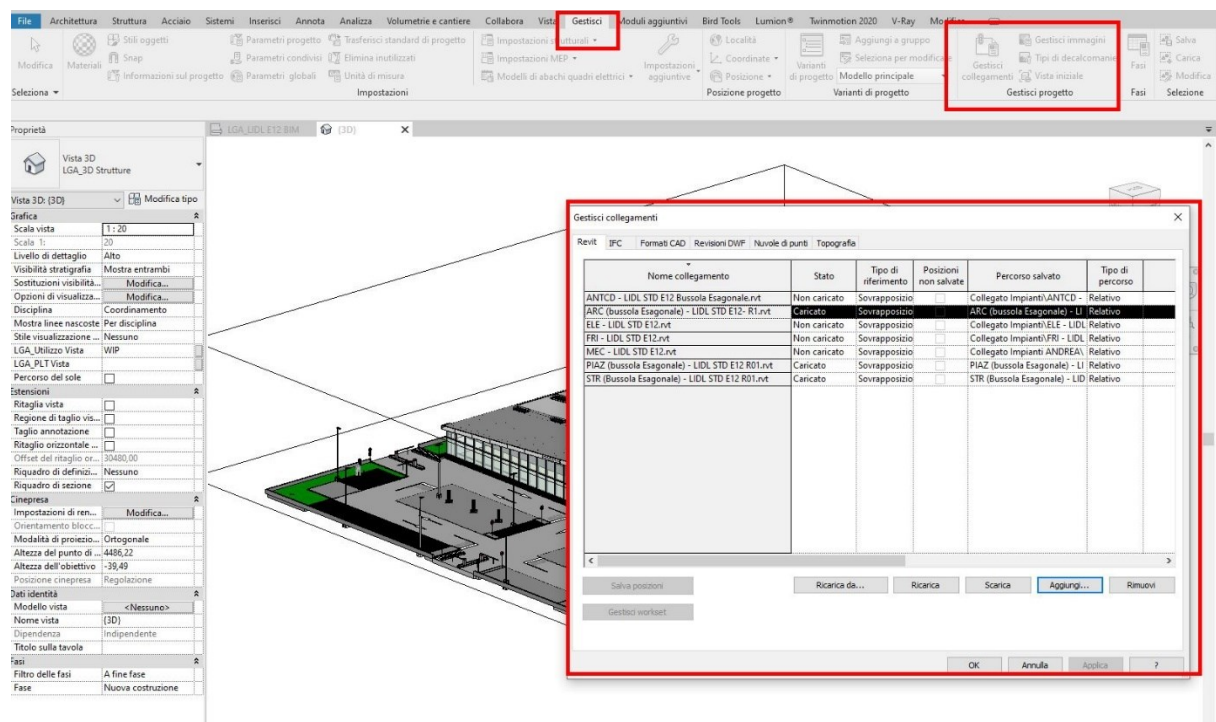 File Architettura Struttura Acciaio Sistemi Inserisci Annota Analizza Volumetrie e cantiere Collabora Vista Gestisci Moduli aggiuntivi Bird Tools Lumion® Twinmotion 2020 V-Ray
Modifica
Materiali
Stili oggetti
Snap
Informazioni sul progetto
Parametri progetto
Parametri condivisi
Parametri globali
Trasferisci standard di progetto
Elimina inutilizzati
Unità di misura
Impostazioni strutturali
Impostazioni MEP
Modelli di abachi quadri elettrici
Impostazioni aggiuntive
Località
Coordinate
Posizione
Varianti di progetto
Aggiungi a gruppo
Seleziona per modificare
Modello principale
Gestisci collegamenti
Gestisci immagini
Tipi di decalcomanie
Vista iniziale
Fasi
Salva
Carica
Modifica
Seleziona Impostazioni Posizione progetto Varianti di progetto Gestisci progetto Fasi Selezione
Proprietà
LGA_LIDL E12 BIM {3D}
Vista 3D
LGA_3D Strutture
Vista 3D: {3D} Modifica tipo
Grafica
Scala vista 1 : 20
Scala 1: 20
Livello di dettaglio Alto
Visibilità stratigrafia Mostra entrambi
Sostituzioni visibilità... Modifica...
Opzioni di visualizza... Modifica...
Disciplina Coordinamento
Mostra linee nascoste Per disciplina
Stile visualizzazione ... Nessuno
LGA_Utilizzo Vista WIP
LGA_PLT Vista
Percorso del sole
Estensioni
Ritaglia vista
Regione di taglio vis...
Taglio annotazione
Ritaglio orizzontale ...
Offset del ritaglio or... 30480,00
Riquadro di definizi... Nessuno
Riquadro di sezione
Cinepresa
Impostazioni di ren... Modifica...
Orientamento blocc...
Modalità di proiezio... Ortogonale
Altezza del punto di ... 4486,22
Altezza dell'obiettivo -39,49
Posizione cinepresa Regolazione
Dati identità
Modello vista <Nessuno>
Nome vista {3D}
Dipendenza Indipendente
Titolo sulla tavola
Fasi
Filtro delle fasi A fine fase
Fase Nuova costruzione
Gestisci collegamenti
Revit IFC Formati CAD Revisioni DWF Nuvole di punti Topografia
Nome collegamento Stato Tipo di riferimento Posizioni non salvate Percorso salvato Tipo di percorso
ANTCD - LIDL STD E12 Bussola Esagonale.rvt Non caricato Sovrapposizio Collegato Impianti\ANTCD - Relativo
ARC (bussola Esagonale) - LIDL STD E12- R1.rvt Caricato Sovrapposizio ARC (bussola Esagonale) - LI Relativo
ELE - LIDL STD E12.rvt Non caricato Sovrapposizio Collegato Impianti\ELE - LIDL Relativo
FRI - LIDL STD E12.rvt Non caricato Sovrapposizio Collegato Impianti\FRI - LIDL Relativo
MEC - LIDL STD E12.rvt Non caricato Sovrapposizio Collegato Impianti ANDREA\ Relativo
PIAZ (bussola Esagonale) - LIDL STD E12 R01.rvt Caricato Sovrapposizio PIAZ (bussola Esagonale) - LI Relativo
STR (Bussola Esagonale) - LIDL STD E12 R01.rvt Caricato Sovrapposizio STR (Bussola Esagonale) - LID Relativo
Salva posizioni Ricarica da... Ricarica Scarica Aggiungi... Rimuovi
Gestisci workset
OK Annulla Applica ?